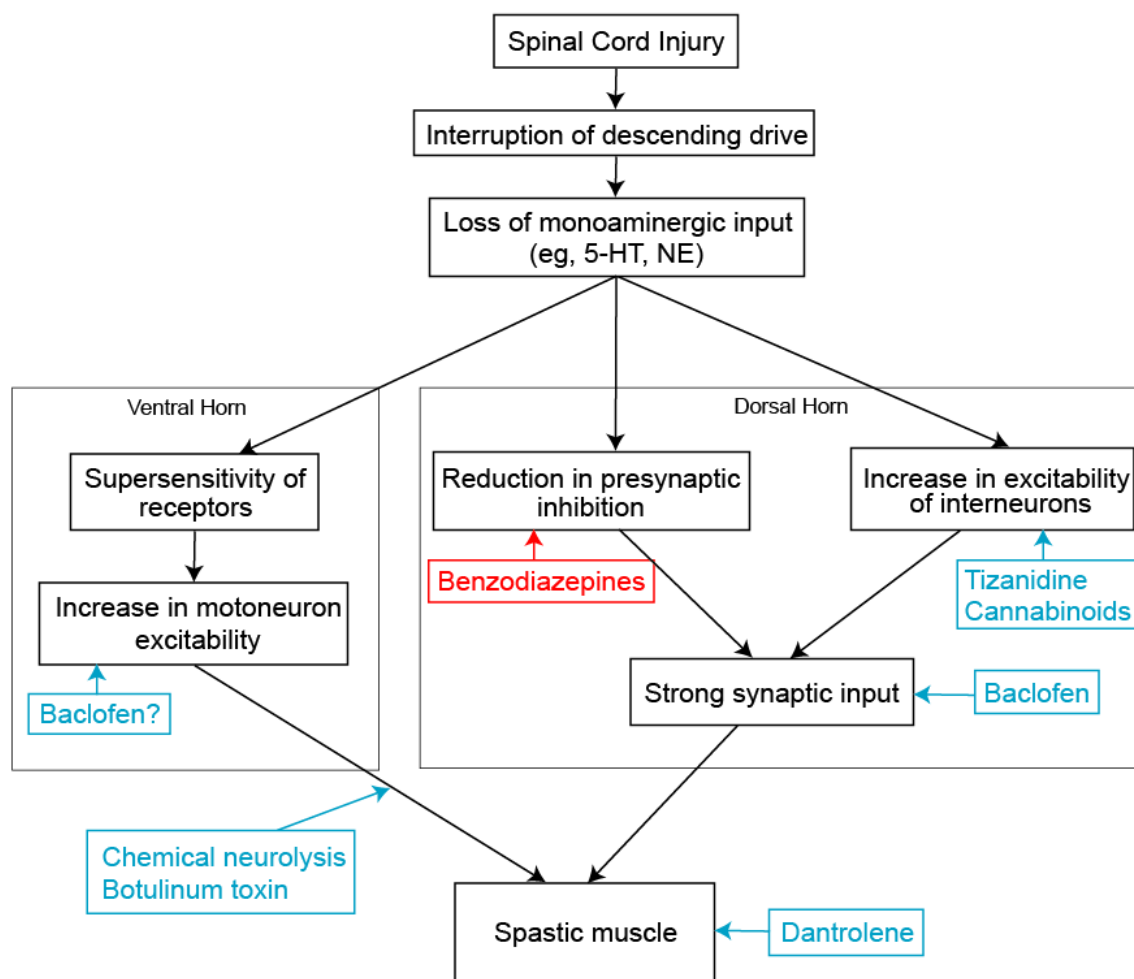 Spinal Cord Injury
Interruption of descending drive
Loss of monoaminergic input
(eg, 5-HT, NE)
Ventral Horn
Dorsal Horn
Supersensitivity of
receptors
Reduction in presynaptic
inhibition
Increase in excitability
of interneurons
Benzodiazepines
Tizanidine
Cannabinoids
Increase in motoneuron
excitability
Baclofen?
Strong synaptic input
Baclofen
Chemical neurolysis
Botulinum toxin
Spastic muscle
Dantrolene